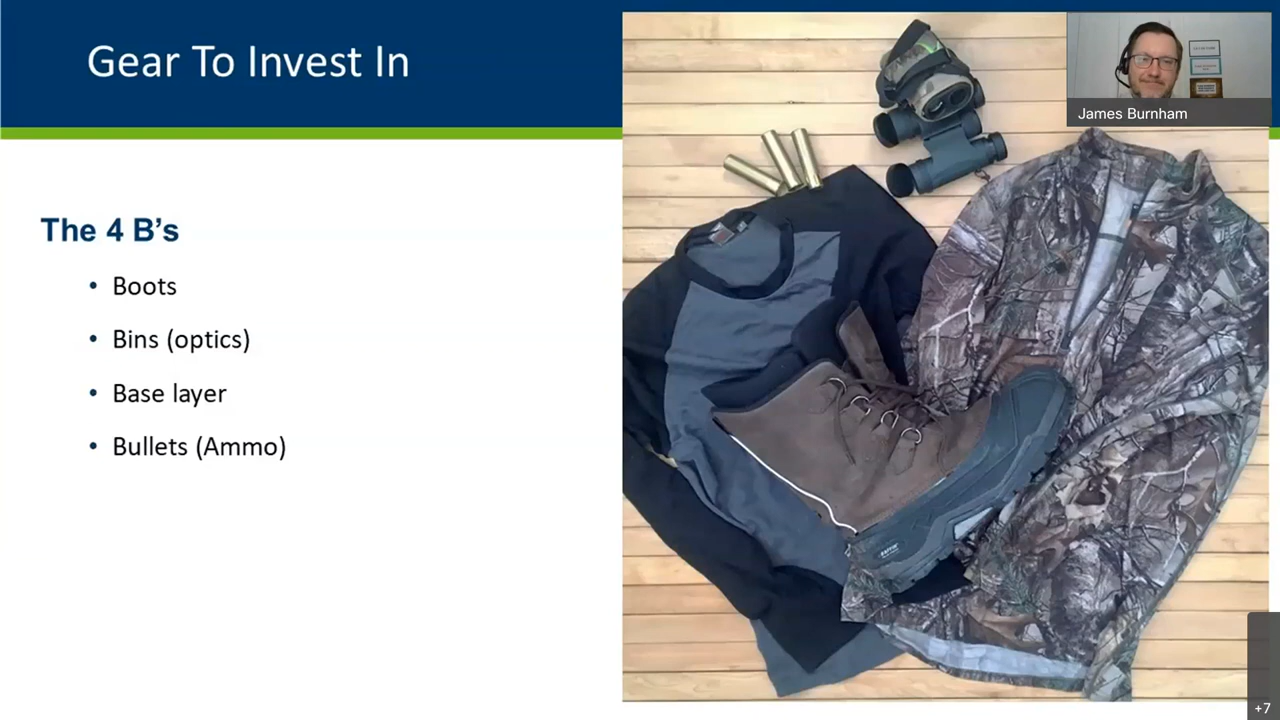 Gear To Invest In
James Burnham
The 4 B's
• Boots
• Bins (optics)
• Base layer
• Bullets (Ammo)
+7